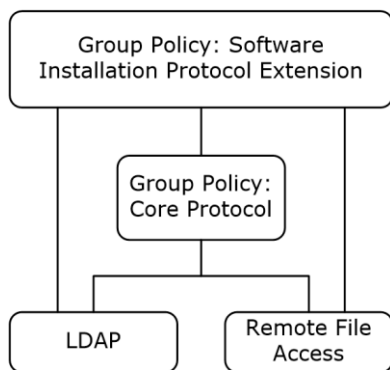 Group Policy: Software
Installation Protocol Extension
Group Policy:
Core Protocol
LDAP
Remote File
Access